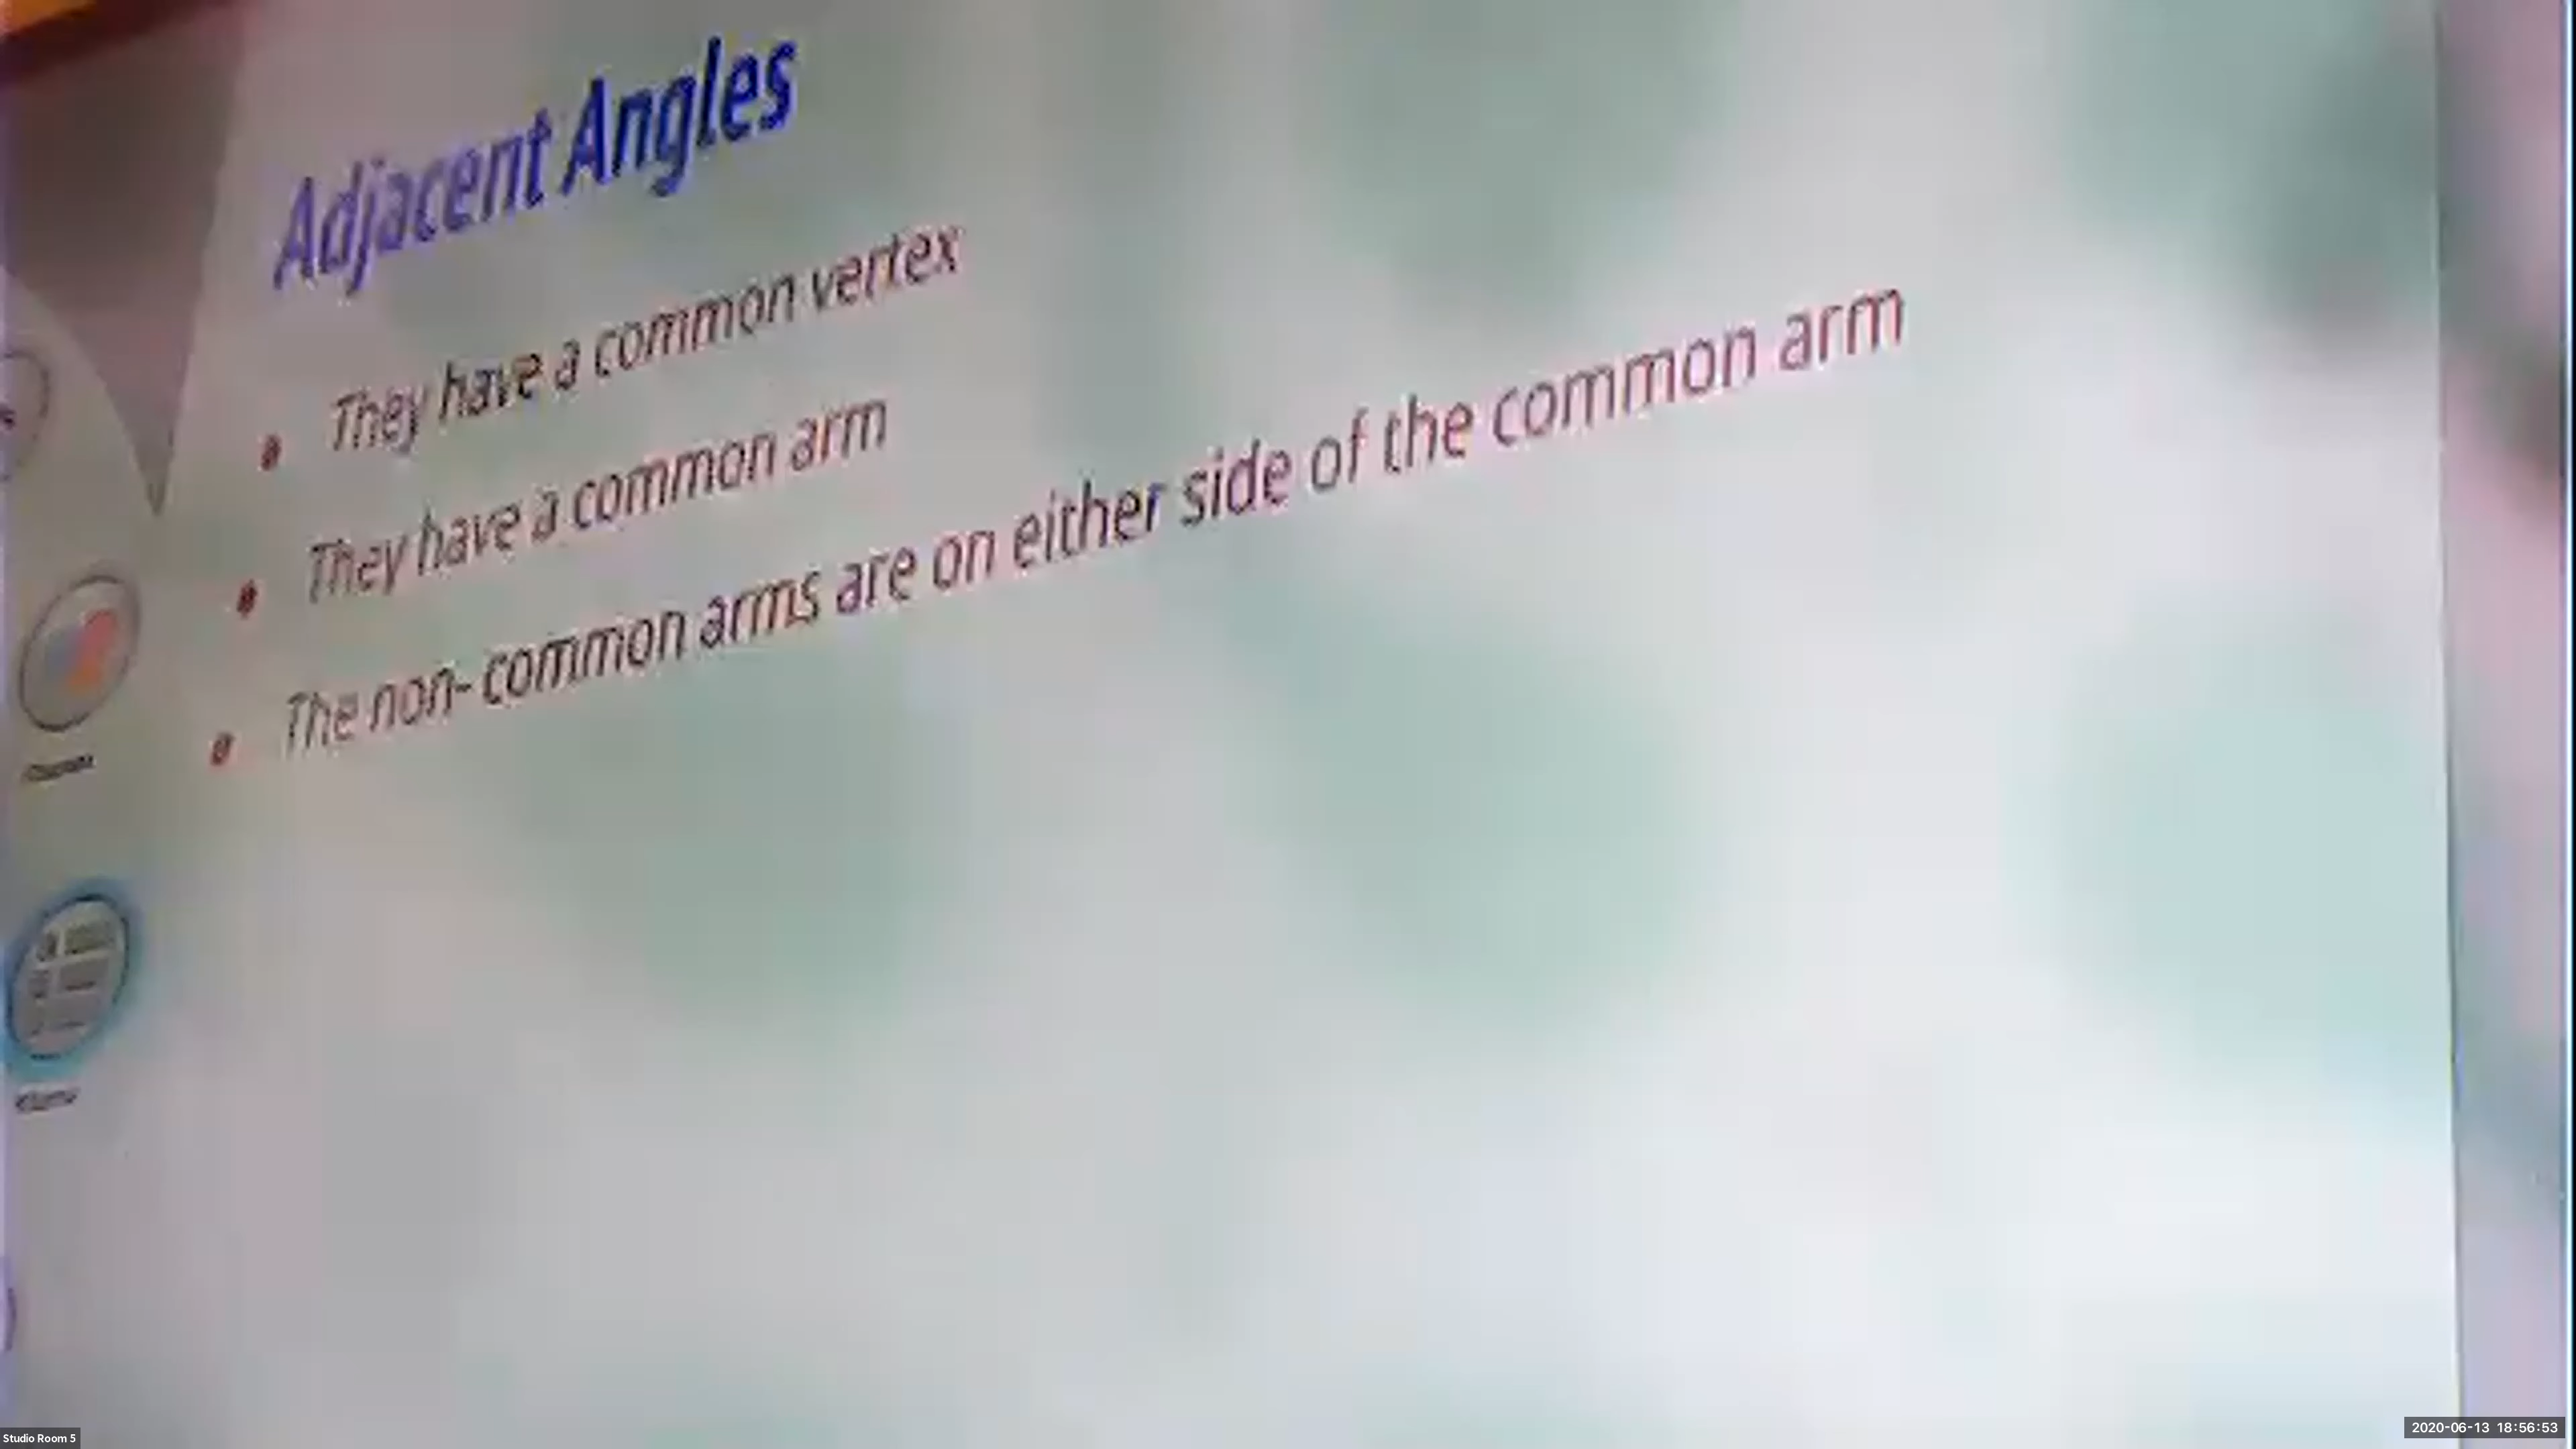 Adjacent Angles
• They have a common vertex
• They have a common arm
• The non- common arms are on either side of the common arm
Studio Room 5
2020-06-13 18:56:53